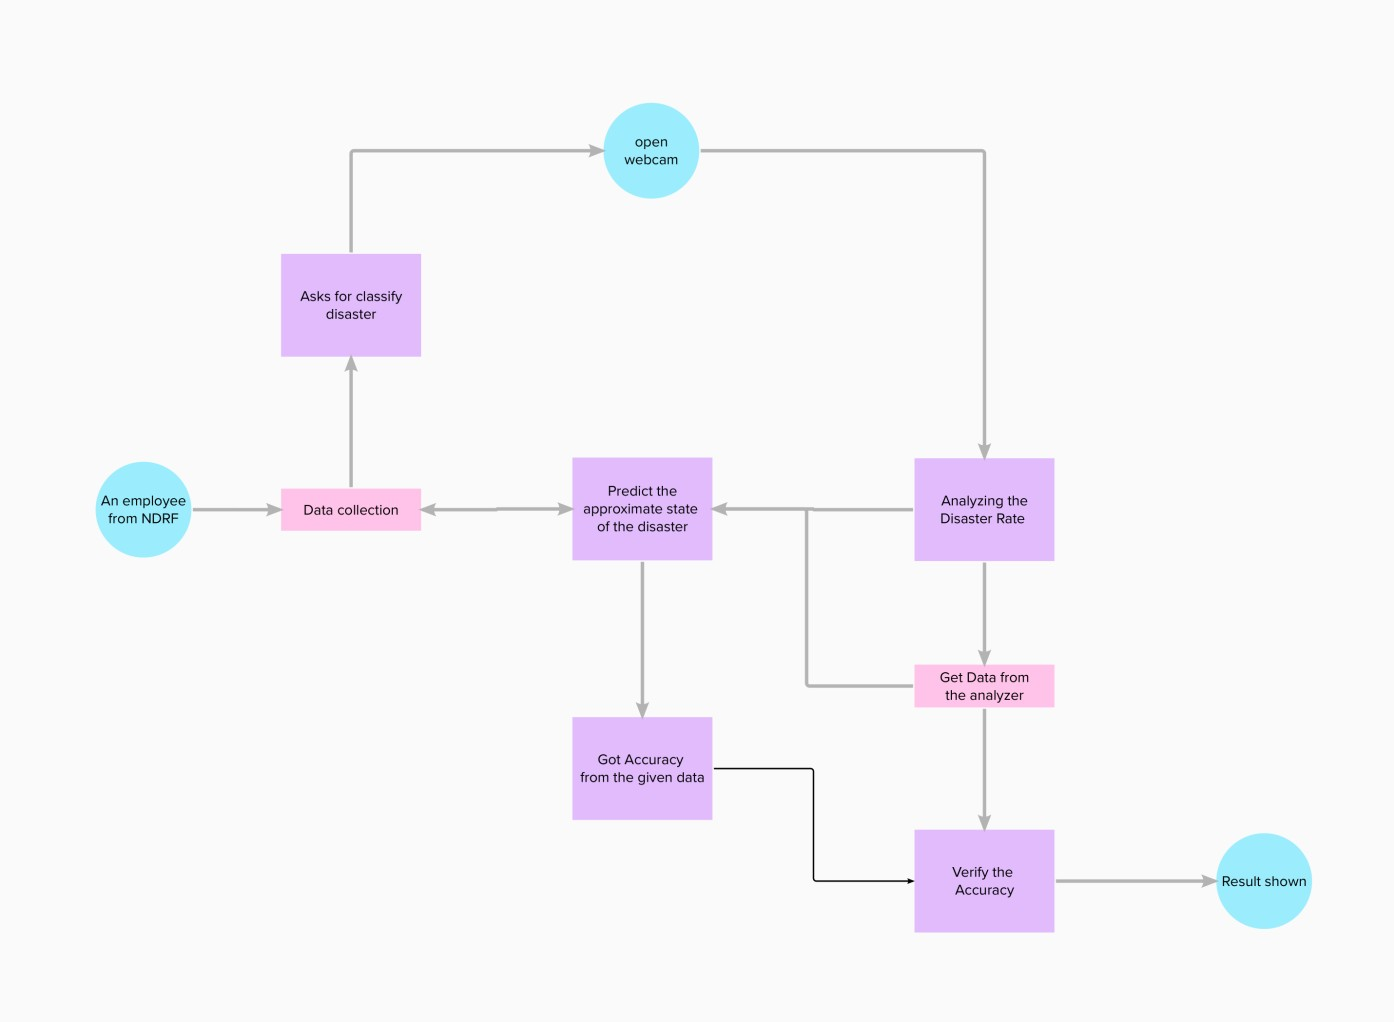 open
webcam
Asks for classify
disaster
An employee
from NDRF
Data collection
Predict the
approximate state
of the disaster
Analyzing the
Disaster Rate
Get Data from
the analyzer
Got Accuracy
from the given data
Verify the
Accuracy
Result shown